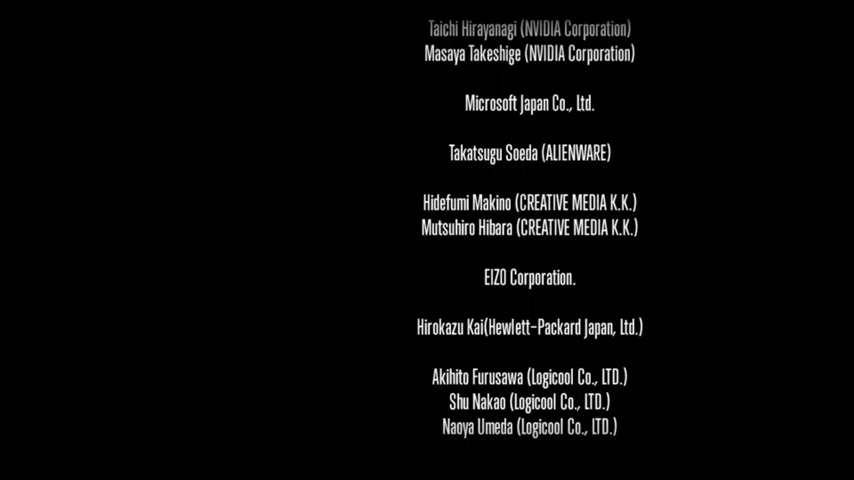 Taichi Hirayanagi (NVIDIA Corporation)
Masaya Takeshige (NVIDIA Corporation)
Microsoft Japan Co., Ltd.
Takatsugu Soeda (ALIENWARE)
Hidefumi Makino (CREATIVE MEDIA K.K.)
Mutsuhiro Hibara (CREATIVE MEDIA K.K.)
EIZO Corporation.
Hirokazu Kai(Hewlett-Packard Japan, Ltd.)
Akihito Furusawa (Logicool Co., LTD.)
Shu Nakao (Logicool Co., LTD.)
Naoya Umeda (Logicool Co., LTD.)